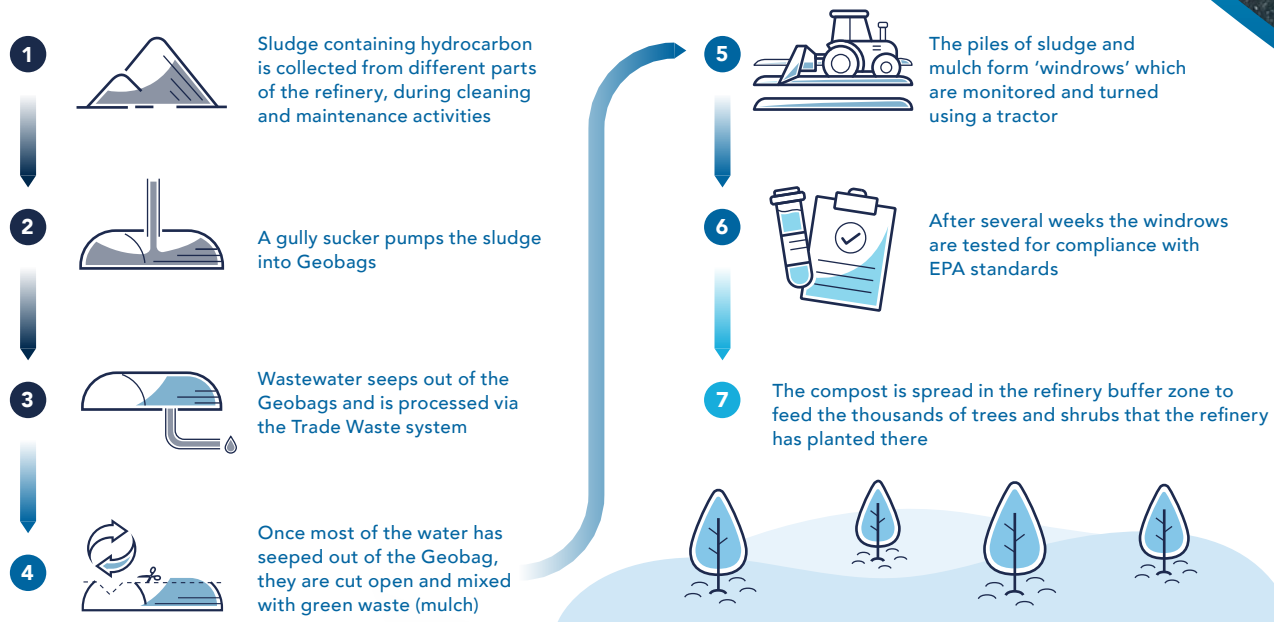 1
Sludge containing hydrocarbon
is collected from different parts
of the refinery, during cleaning
and maintenance activities
2
A gully sucker pumps the sludge
into Geobags
3
Wastewater seeps out of the
Geobags and is processed via
the Trade Waste system
4
Once most of the water has
seeped out of the Geobag,
they are cut open and mixed
with green waste (mulch)
5
The piles of sludge and
mulch form ‘windrows’ which
are monitored and turned
using a tractor
6
After several weeks the windrows
are tested for compliance with
EPA standards
7
The compost is spread in the refinery buffer zone to
feed the thousands of trees and shrubs that the refinery
has planted there